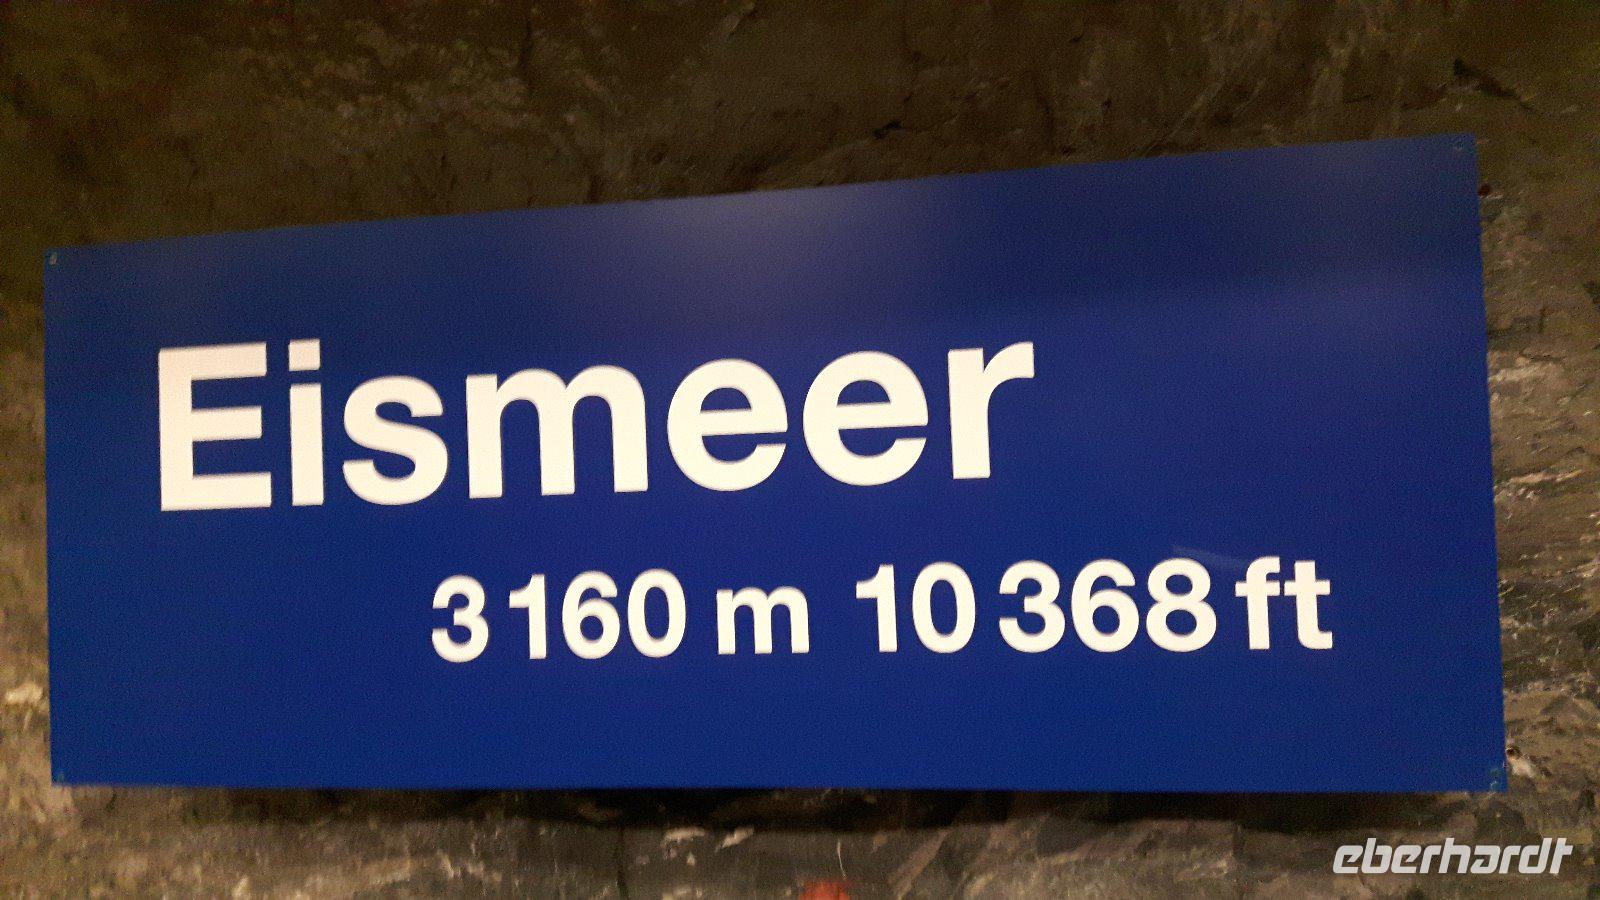 Eismeer
3160 m 10368 ft
eberhardt